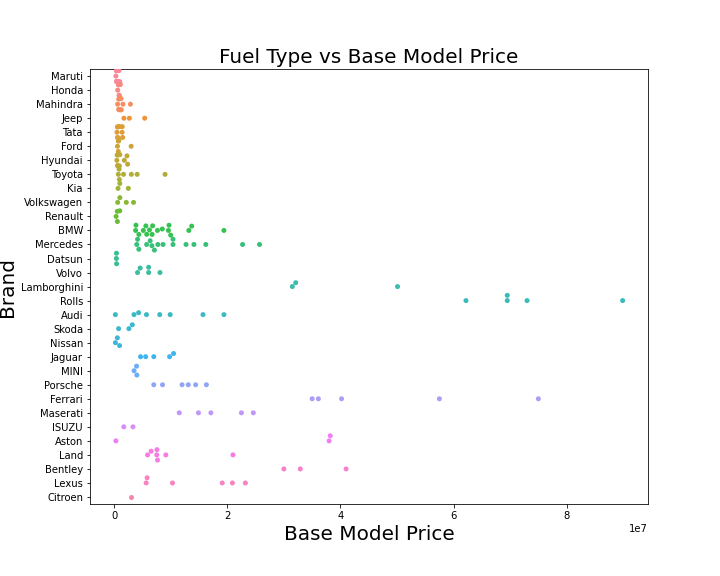 Fuel Type vs Base Model Price
Maruti
Honda
Mahindra
Jeep
Tata
Ford
Hyundai
Toyota
Kia
Volkswagen
Renault
BMW
Mercedes
Datsun
Volvo
Lamborghini
Rolls
Audi
Skoda
Nissan
Jaguar
MINI
Porsche
Ferrari
Maserati
ISUZU
Aston
Land
Bentley
Lexus
Citroen
Brand
0 2 4 6 8
1e7
Base Model Price